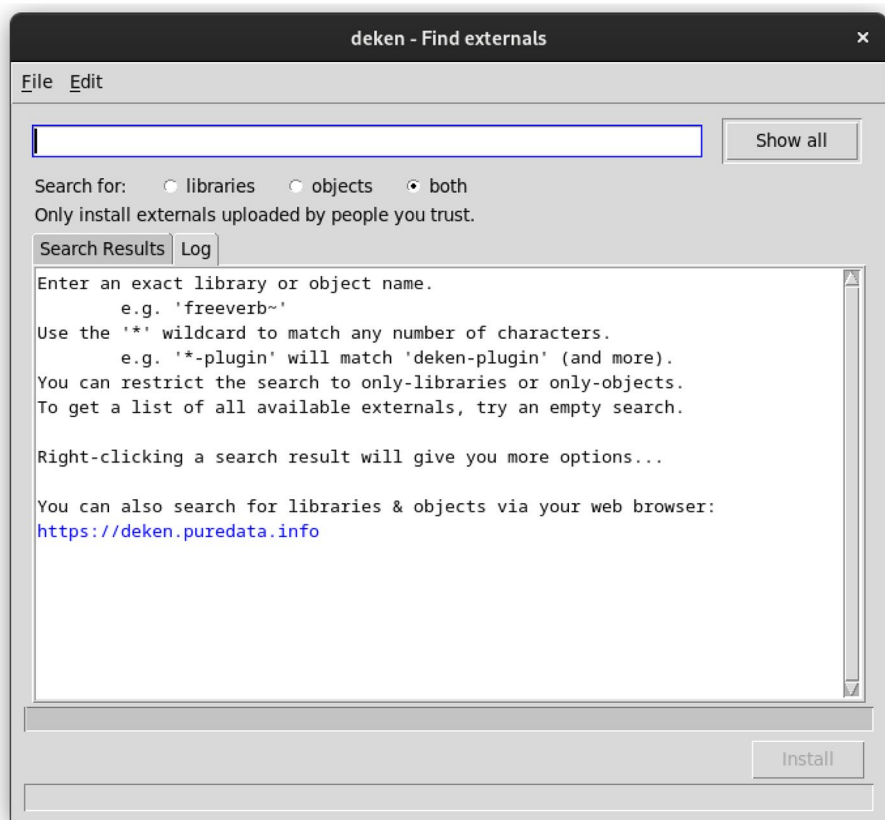 deken - Find externals ×
File Edit
Show all
Search for: libraries objects both
Only install externals uploaded by people you trust.
Search Results Log
Enter an exact library or object name.
e.g. 'freeverb~'
Use the '*' wildcard to match any number of characters.
e.g. '*-plugin' will match 'deken-plugin' (and more).
You can restrict the search to only-libraries or only-objects.
To get a list of all available externals, try an empty search.
Right-clicking a search result will give you more options...
You can also search for libraries & objects via your web browser:
https://deken.puredata.info
Install